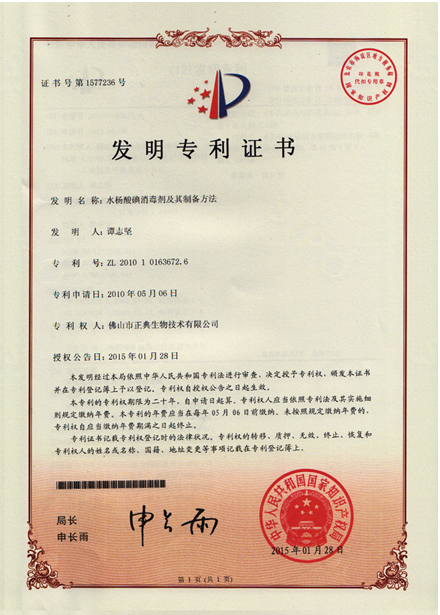 证书号第1577236号
发明专利证书
发明名称:水杨酸碘消毒剂及其制备方法
发明人:谭志坚
专利号:ZL 2010 1 0163672.6
专利申请日:2010年05月06日
专利权人:佛山市正典生物技术有限公司
授权公告日:2015年01月28日
本发明经过本局依照中华人民共和国专利法进行审查,决定授予专利权,颁发本证书
并在专利登记簿上予以登记。专利权自授权公告之日起生效。
本专利的专利权期限为二十年,自申请日起算。专利权人应当依照专利法及其实施细
则规定缴纳年费。本专利的年费应当在每年05月06日前缴纳。未按照规定缴纳年费的,
专利权自应当缴纳年费期满之日起终止。
专利证书记载专利权登记时的法律状况。专利权的转移、质押、无效、终止、恢复和
专利权人的姓名或名称、国籍、地址变更等事项记载在专利登记簿上。
局长
申长雨
申长雨
中华人民共和国国家知识产权局
2015年01月28日
第1页(共1页)